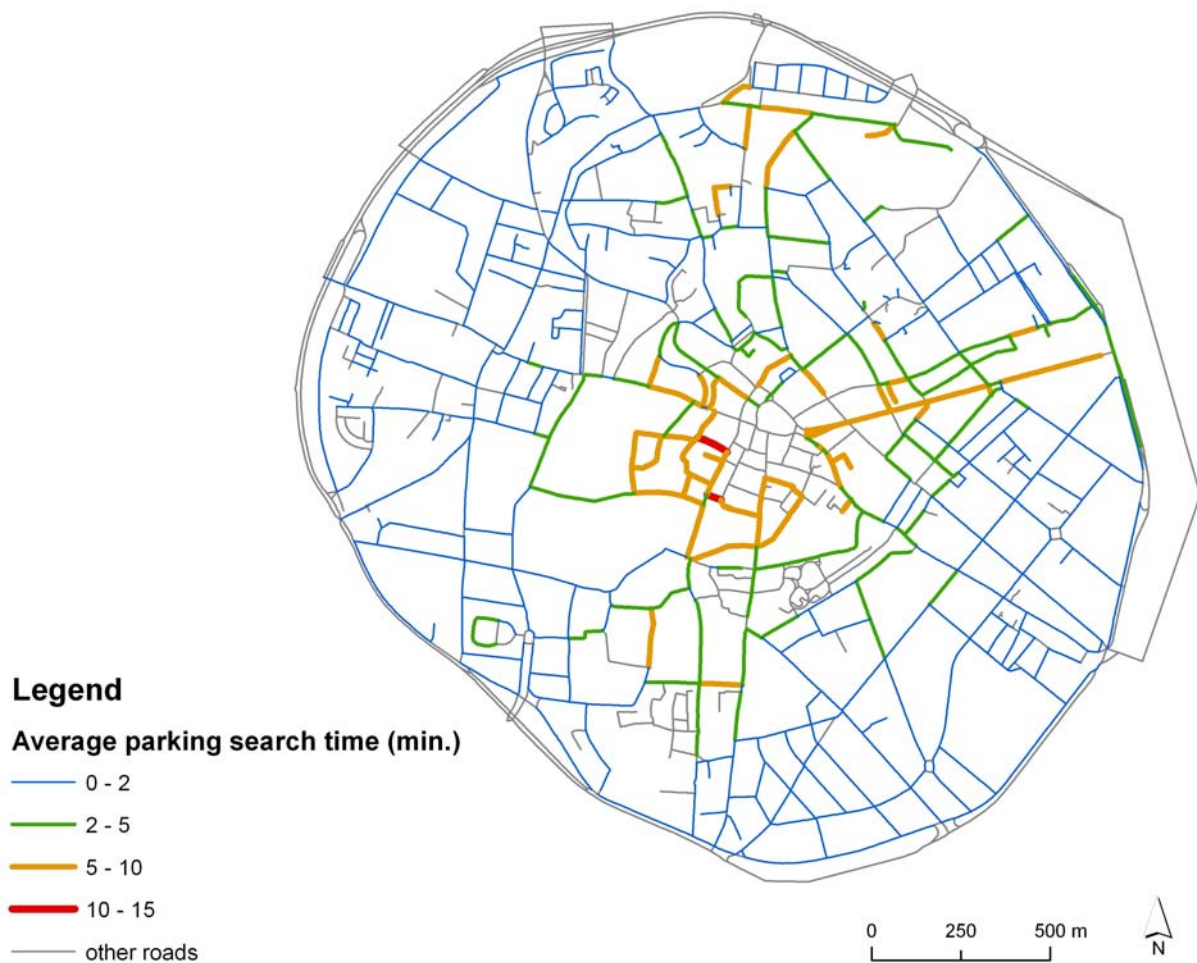 Legend
Average parking search time (min.)
0 - 2
2 - 5
5 - 10
10 - 15
other roads
0 250 500 m
N